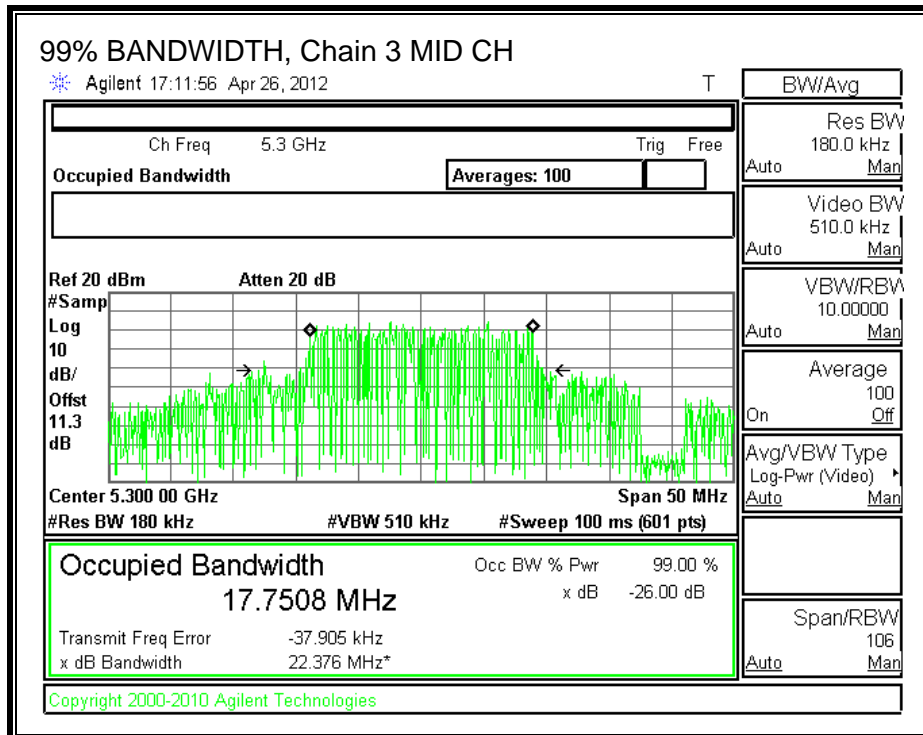 99% BANDWIDTH, Chain 3 MID CH
Agilent 17:11:56 Apr 26, 2012 T
BW/Avg
Ch Freq 5.3 GHz Trig Free
Occupied Bandwidth Averages: 100
Res BW
180.0 kHz
Auto Man
Video BW
510.0 kHz
Auto Man
VBW/RBW
10.00000
Auto Man
Average
100
On Off
Avg/VBW Type
Log-Pwr (Video)
Auto Man
Span/RBW
106
Auto Man
Ref 20 dBm Atten 20 dB
#Samp
Log
10
dB/
Offst
11.3
dB
Center 5.300 00 GHz Span 50 MHz
#Res BW 180 kHz #VBW 510 kHz #Sweep 100 ms (601 pts)
Occupied Bandwidth Occ BW % Pwr 99.00 %
17.7508 MHz x dB -26.00 dB
Transmit Freq Error -37.905 kHz
x dB Bandwidth 22.376 MHz*
Copyright 2000-2010 Agilent Technologies